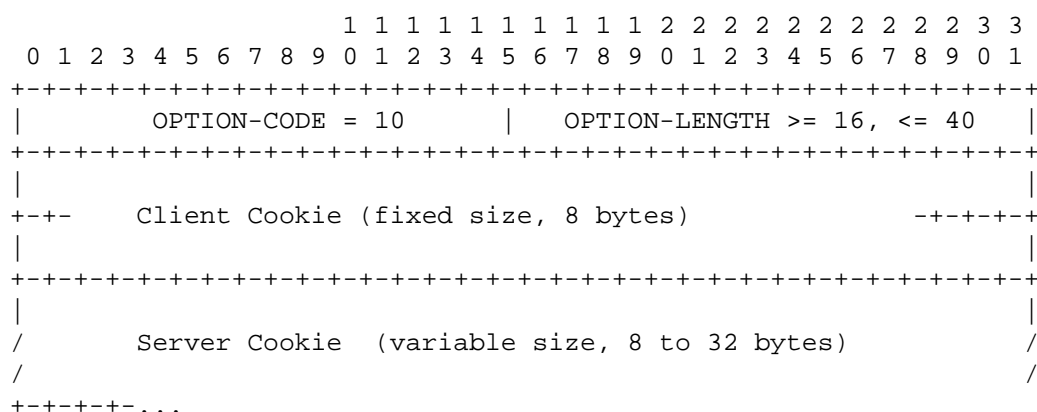 1 1 1 1 1 1 1 1 1 1 2 2 2 2 2 2 2 2 2 2 3 3
  0 1 2 3 4 5 6 7 8 9 0 1 2 3 4 5 6 7 8 9 0 1 2 3 4 5 6 7 8 9 0 1
 +-+-+-+-+-+-+-+-+-+-+-+-+-+-+-+-+-+-+-+-+-+-+-+-+-+-+-+-+-+-+-+-+
 |        OPTION-CODE = 10      |   OPTION-LENGTH >= 16, <= 40   |
 +-+-+-+-+-+-+-+-+-+-+-+-+-+-+-+-+-+-+-+-+-+-+-+-+-+-+-+-+-+-+-+-+
 |                                                               |
 +-+-    Client Cookie (fixed size, 8 bytes)              -+-+-+-+
 |                                                               |
 +-+-+-+-+-+-+-+-+-+-+-+-+-+-+-+-+-+-+-+-+-+-+-+-+-+-+-+-+-+-+-+-+
 |                                                               |
 /       Server Cookie  (variable size, 8 to 32 bytes)           /
 /                                                               /
 +-+-+-+-...